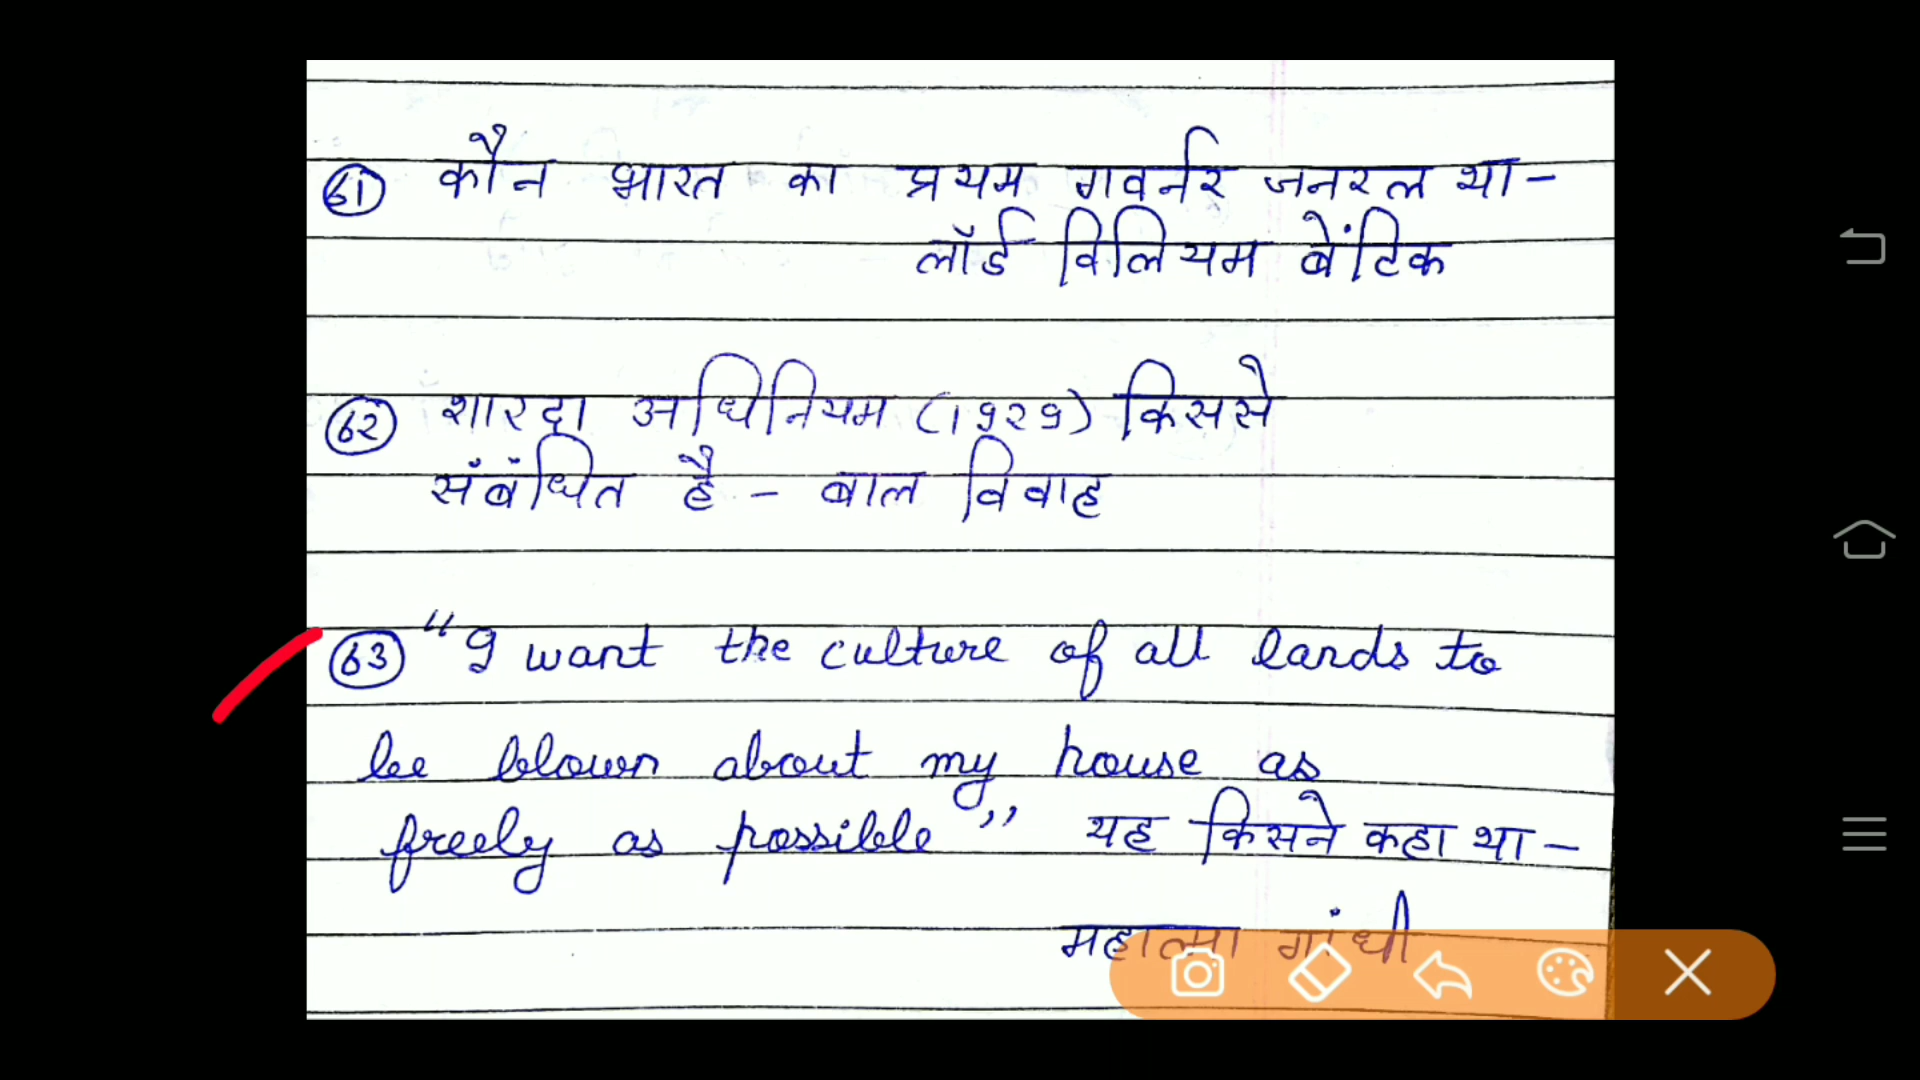 61 कौन भारत का प्रथम गवर्नर जनरल था-
लॉर्ड विलियम बेंटिक
62 शारदा अधिनियम (1929) किससे
संबंधित है - बाल विवाह
63 "I want the culture of all lands to
be blown about my house as
freely as possible" यह किसने कहा था-
महात्मा गांधी